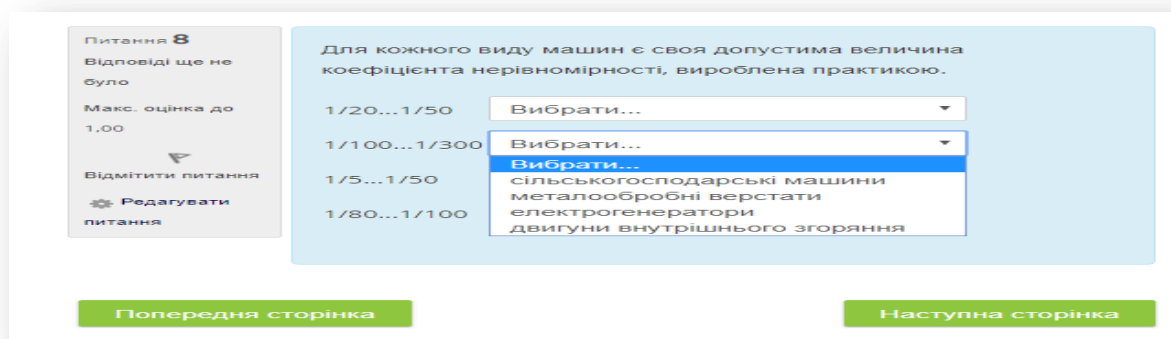 Питання 8
Відповіді ще не
було
Макс. оцінка до
1,00
Відмітити питання
Редагувати
питання
Для кожного виду машин є своя допустима величина
коефіцієнта нерівномірності, вироблена практикою.
1/20...1/50 Вибрати...
1/100...1/300 Вибрати...
Вибрати...
1/5...1/50 сільськогосподарські машини
металообробні верстати
1/80...1/100 електрогенератори
двигуни внутрішнього згоряння
Попередня сторінка
Наступна сторінка